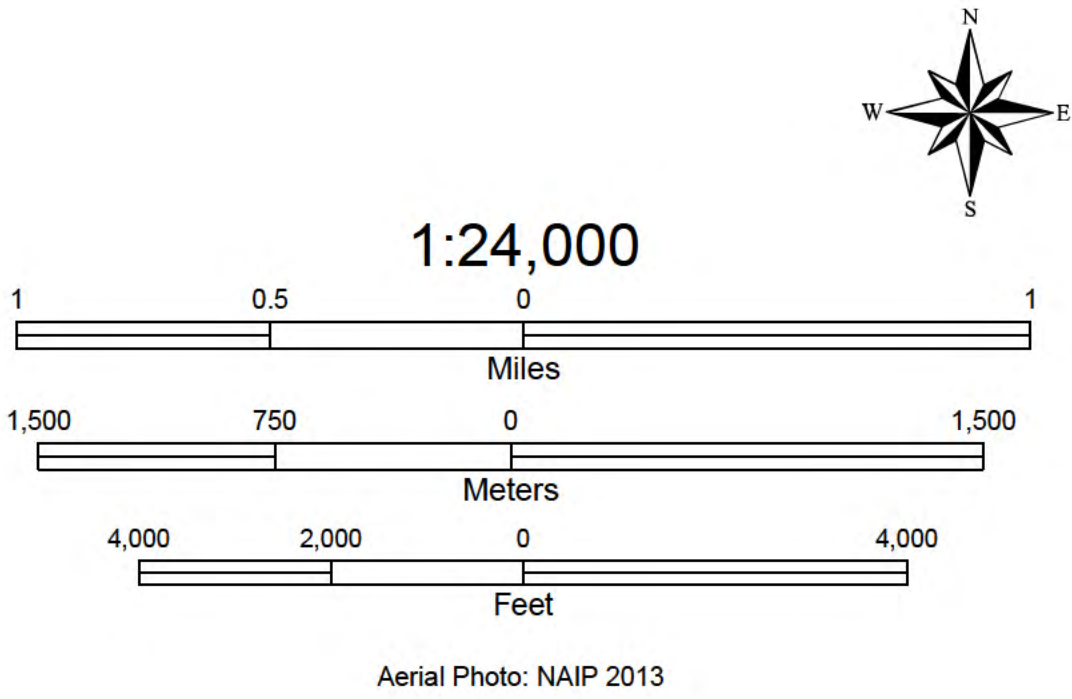 N
W E
S
1:24,000
1 0.5 0 1
Miles
1,500 750 0 1,500
Meters
4,000 2,000 0 4,000
Feet
Aerial Photo: NAIP 2013